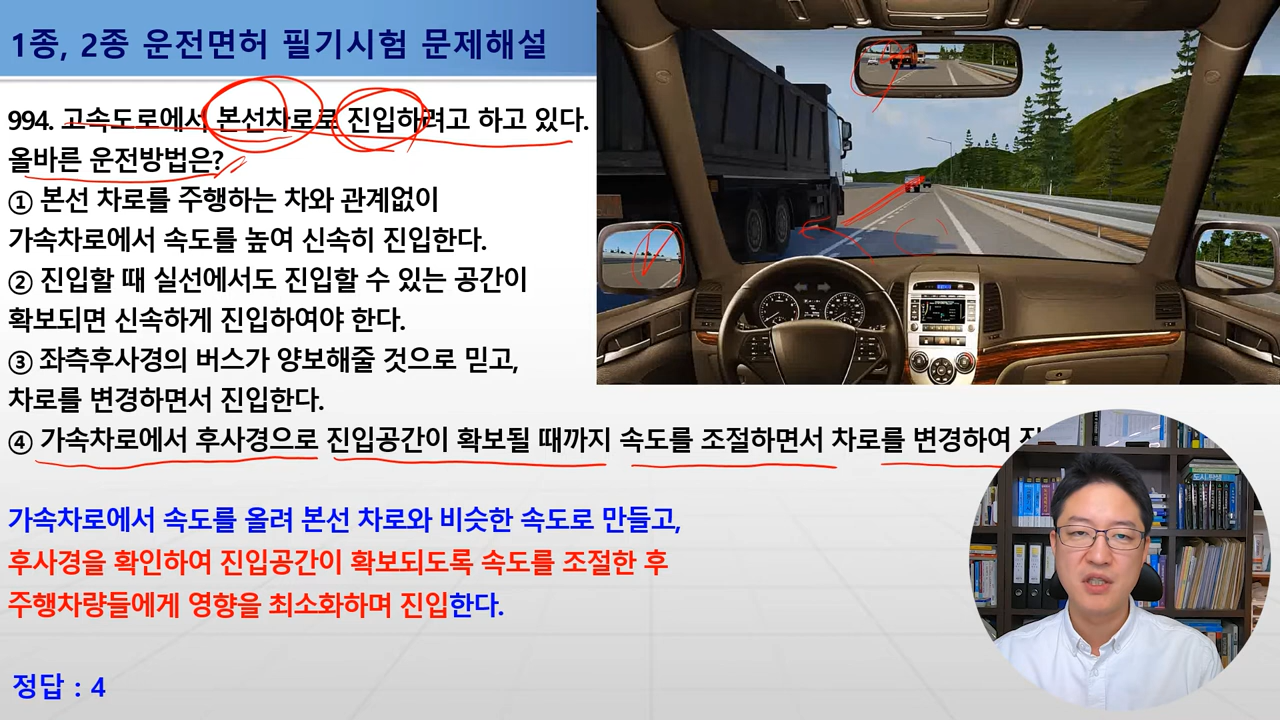 1종, 2종 운전면허 필기시험 문제해설
994. 고속도로에서 본선차로로 진입하려고 하고 있다.
올바른 운전방법은?
① 본선 차로를 주행하는 차와 관계없이
가속차로에서 속도를 높여 신속히 진입한다.
② 진입할 때 실선에서도 진입할 수 있는 공간이
확보되면 신속하게 진입하여야 한다.
③ 좌측후사경의 버스가 양보해줄 것으로 믿고,
차로를 변경하면서 진입한다.
④ 가속차로에서 후사경으로 진입공간이 확보될 때까지 속도를 조절하면서 차로를 변경하여
가속차로에서 속도를 올려 본선 차로와 비슷한 속도로 만들고,
후사경을 확인하여 진입공간이 확보되도록 속도를 조절한 후
주행차량들에게 영향을 최소화하며 진입한다.
정답 : 4